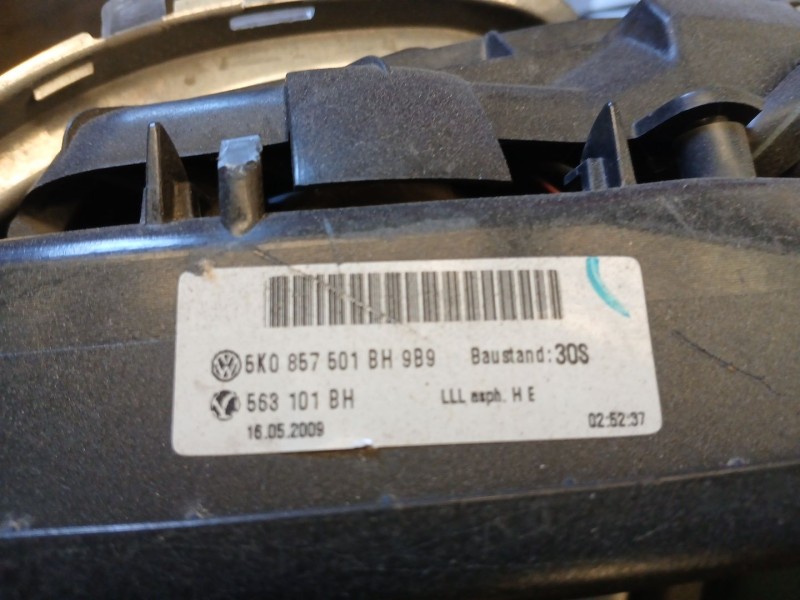 5K0 857 501 BH 9B9 Baustand: 30S
563 101 BH LLL asph. H E
16.05.2009 02:52:37